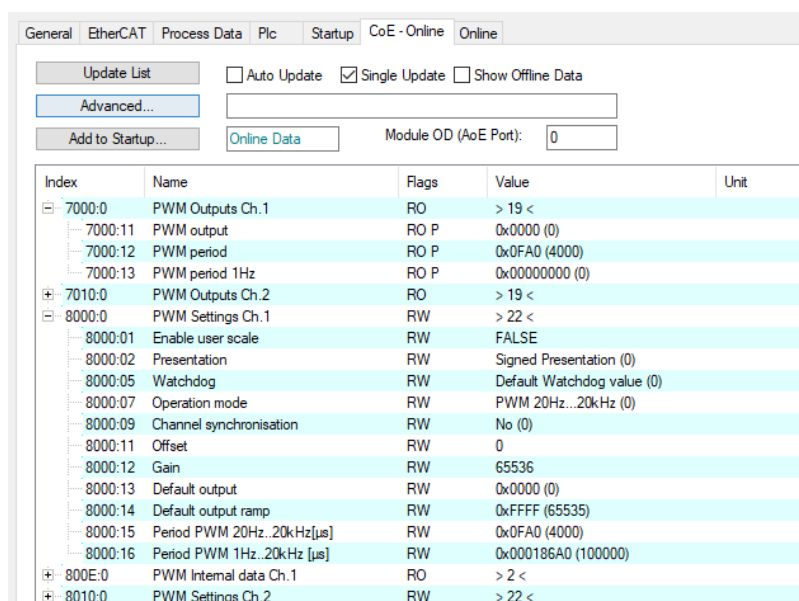 General EtherCAT Process Data Plc Startup CoE - Online Online
Update List Auto Update Single Update Show Offline Data
Advanced...
Add to Startup... Online Data Module OD (AoE Port): 0
Index Name Flags Value Unit
7000:0 PWM Outputs Ch.1 RO > 19 <
7000:11 PWM output RO P 0x0000 (0)
7000:12 PWM period RO P 0x0FA0 (4000)
7000:13 PWM period 1Hz RO P 0x00000000 (0)
7010:0 PWM Outputs Ch.2 RO > 19 <
8000:0 PWM Settings Ch.1 RW > 22 <
8000:01 Enable user scale RW FALSE
8000:02 Presentation RW Signed Presentation (0)
8000:05 Watchdog RW Default Watchdog value (0)
8000:07 Operation mode RW PWM 20Hz...20kHz (0)
8000:09 Channel synchronisation RW No (0)
8000:11 Offset RW 0
8000:12 Gain RW 65536
8000:13 Default output RW 0x0000 (0)
8000:14 Default output ramp RW 0xFFFF (65535)
8000:15 Period PWM 20Hz..20kHz[µs] RW 0x0FA0 (4000)
8000:16 Period PWM 1Hz..20kHz [µs] RW 0x000186A0 (100000)
800E:0 PWM Internal data Ch.1 RO > 2 <
8010:0 PWM Settings Ch.2 RW > 22 <